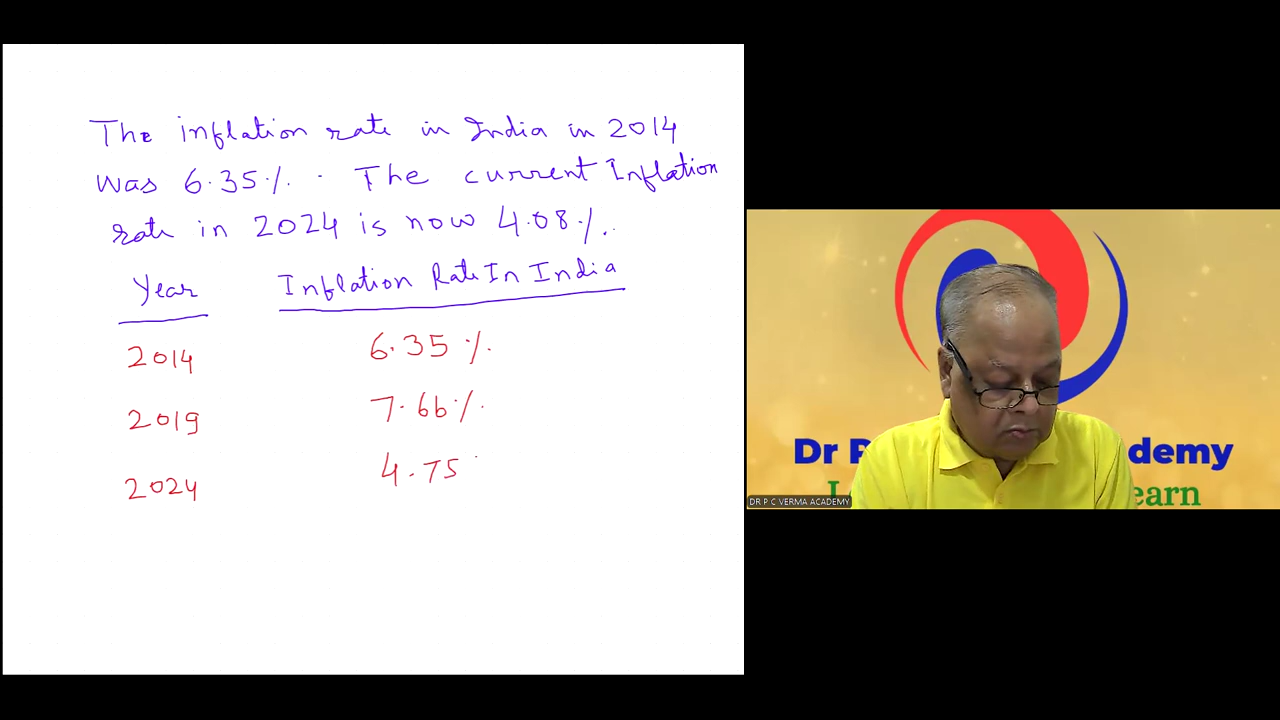 The inflation rate in India in 2014
was 6.35%. The current Inflation
rate in 2024 is now 4.08%.
Year Inflation Rate In India
2014 6.35%.
2019 7.66%.
2024 4.75
Dr P demy
earn
DR P C VERMA ACADEMY